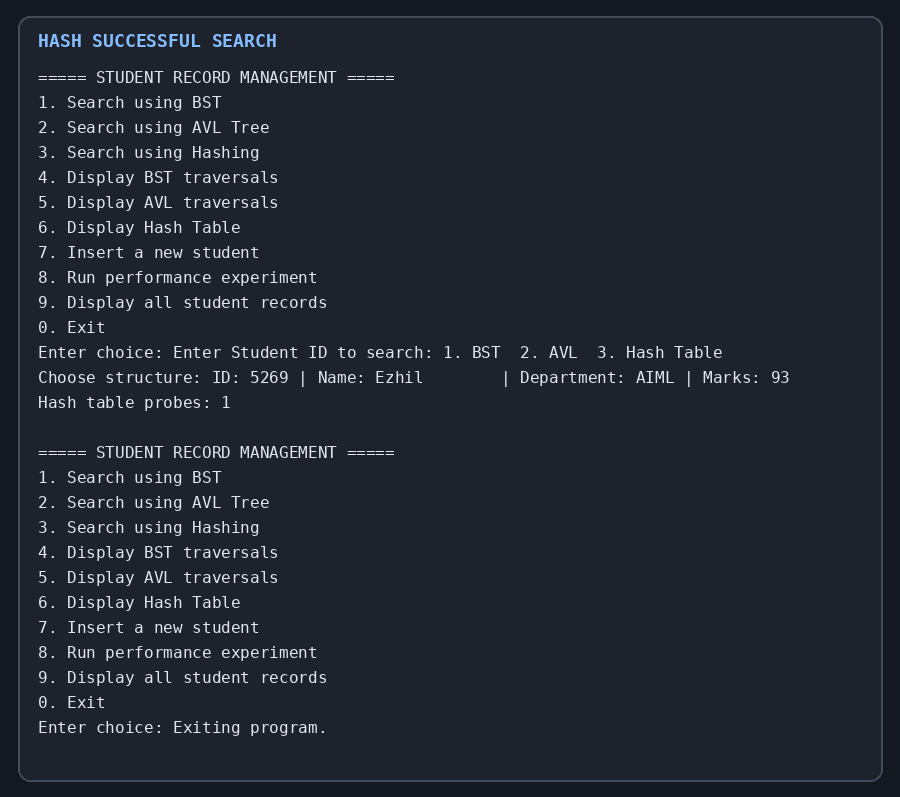 HASH SUCCESSFUL SEARCH
===== STUDENT RECORD MANAGEMENT =====
1. Search using BST
2. Search using AVL Tree
3. Search using Hashing
4. Display BST traversals
5. Display AVL traversals
6. Display Hash Table
7. Insert a new student
8. Run performance experiment
9. Display all student records
0. Exit
Enter choice: Enter Student ID to search: 1. BST  2. AVL  3. Hash Table
Choose structure: ID: 5269 | Name: Ezhil        | Department: AIML | Marks: 93
Hash table probes: 1

===== STUDENT RECORD MANAGEMENT =====
1. Search using BST
2. Search using AVL Tree
3. Search using Hashing
4. Display BST traversals
5. Display AVL traversals
6. Display Hash Table
7. Insert a new student
8. Run performance experiment
9. Display all student records
0. Exit
Enter choice: Exiting program.